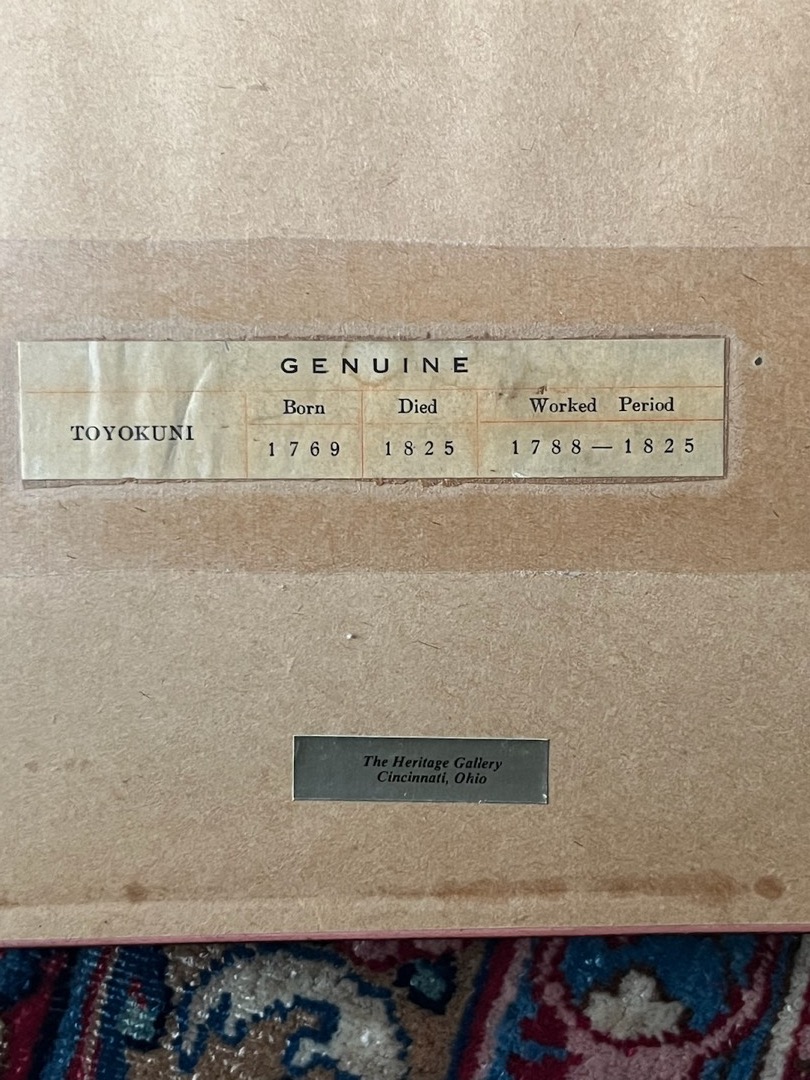 GENUINE
TOYOKUNI
Born Died Worked Period
1769 1825 1788—1825
The Heritage Gallery
Cincinnati, Ohio